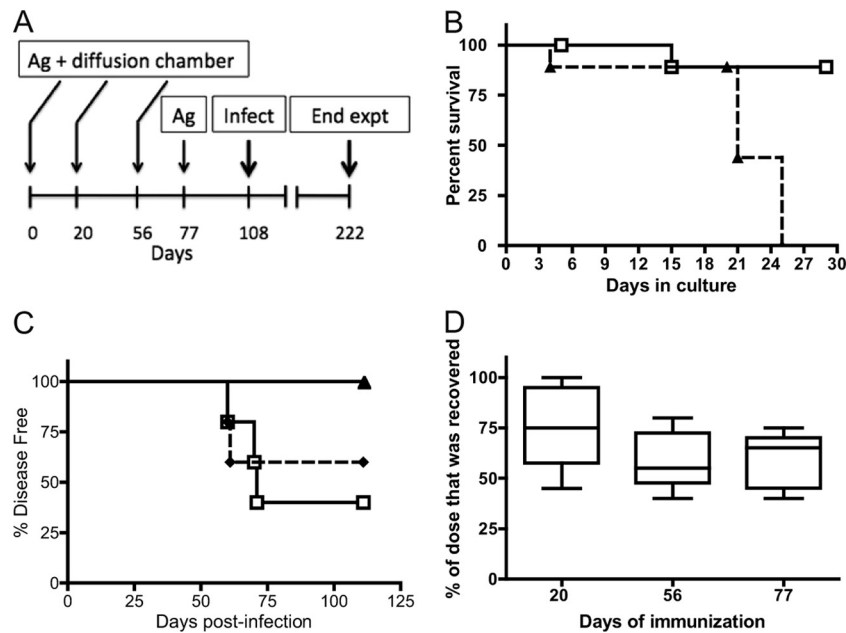 A
Ag + diffusion chamber
Ag
Infect
End expt
0 20 56 77 108 222
Days
B
Percent survival
100
75
50
25
0
0 3 6 9 12 15 18 21 24 27 30
Days in culture
C
% Disease Free
100
75
50
25
0
0 25 50 75 100 125
Days post-infection
D
% of dose that was recovered
100
75
50
25
0
20 56 77
Days of immunization